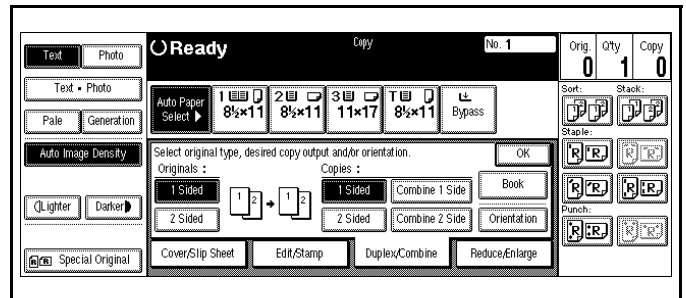 Text Photo
Text • Photo
Pale Generation
Auto Image Density
Lighter Darker
R R Special Original
Ready
Copy
No. 1
Auto Paper
Select ▶
1 8½×11
2 8½×11
3 11×17
T 8½×11
Bypass
Select original type, desired copy output and/or orientation.
OK
Originals :
Copies :
1 Sided
1 2 → 1 2
1 Sided Combine 1 Side
Book
2 Sided
2 Sided Combine 2 Side
Orientation
Cover/Slip Sheet Edit/Stamp Duplex/Combine Reduce/Enlarge
Orig. Q'ty Copy
0 1 0
Sort: Stack:
Staple:
R R R R
R R R R
Punch:
R R R R